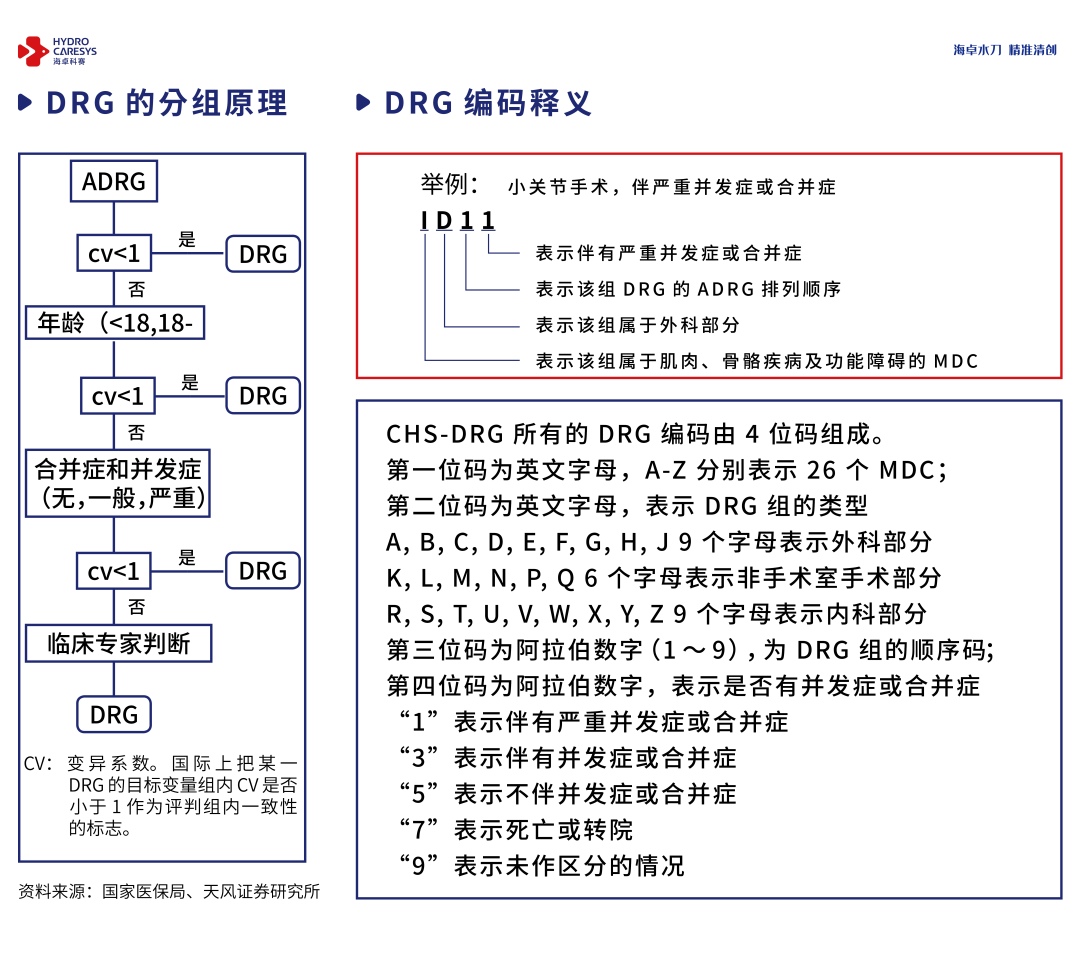 HYDRO
CARESYS
海卓科赛
海卓水刀 精准清创
DRG 的分组原理
ADRG
cv<1
是
DRG
否
年龄（<18,18-
cv<1
是
DRG
否
合并症和并发症
（无,一般,严重）
cv<1
是
DRG
否
临床专家判断
DRG
CV：变异系数。国际上把某一
DRG 的目标变量组内 CV 是否
小于 1 作为评判组内一致性
的标志。
资料来源：国家医保局、天风证券研究所
DRG 编码释义
举例： 小关节手术，伴严重并发症或合并症
I D 1 1
表示伴有严重并发症或合并症
表示该组 DRG 的 ADRG 排列顺序
表示该组属于外科部分
表示该组属于肌肉、骨骼疾病及功能障碍的 MDC
CHS-DRG 所有的 DRG 编码由 4 位码组成。
第一位码为英文字母，A-Z 分别表示 26 个 MDC；
第二位码为英文字母，表示 DRG 组的类型
A, B, C, D, E, F, G, H, J 9 个字母表示外科部分
K, L, M, N, P, Q 6 个字母表示非手术室手术部分
R, S, T, U, V, W, X, Y, Z 9 个字母表示内科部分
第三位码为阿拉伯数字（1 ～ 9），为 DRG 组的顺序码；
第四位码为阿拉伯数字，表示是否有并发症或合并症
“1” 表示伴有严重并发症或合并症
“3” 表示伴有并发症或合并症
“5” 表示不伴并发症或合并症
“7” 表示死亡或转院
“9” 表示未作区分的情况